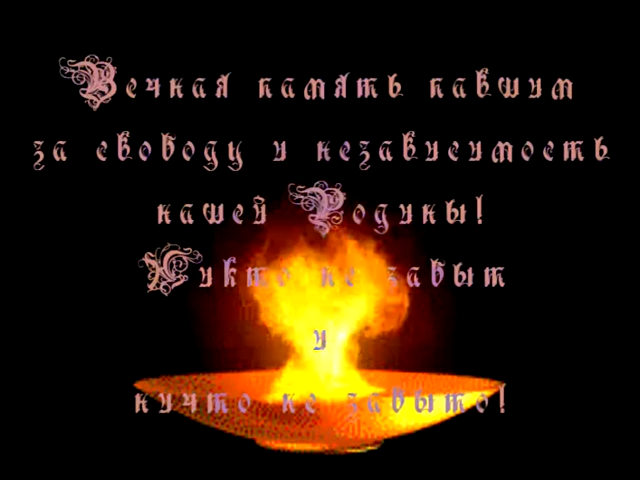 Вечная память павшим
за свободу и независимость
нашей Родины!
Никто не забыт
и
ничто не забыто!